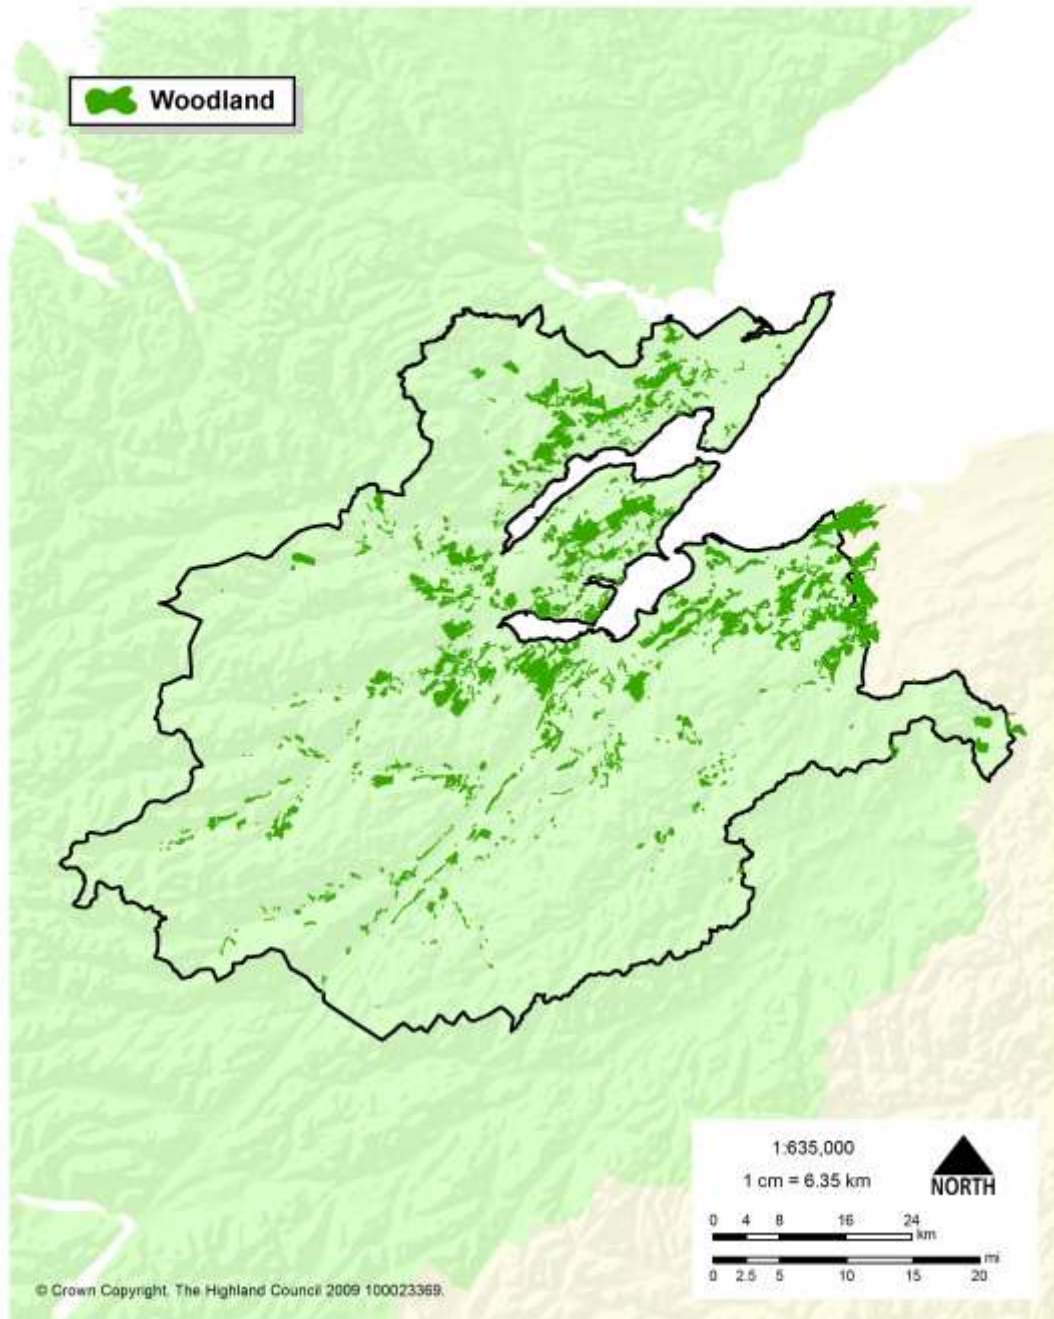 Woodland
1:635,000
1 cm = 6.35 km
NORTH
0 4 8 16 24
km
mi
0 2.5 5 10 15 20
© Crown Copyright. The Highland Council 2009 100023369.